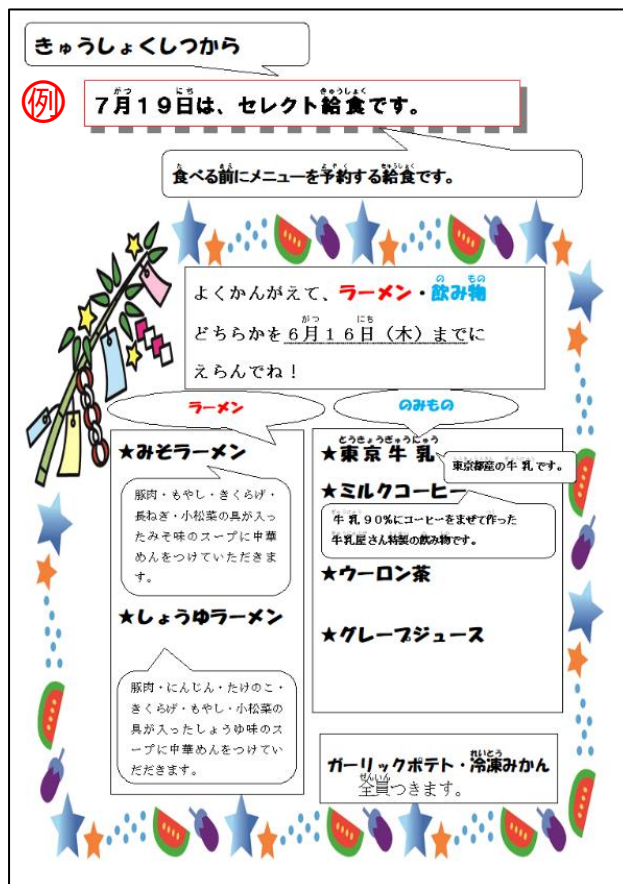 きゅうしょくしつから
例
7月19日は、セレクト給食です。
食べる前にメニューを予約する給食です。
よくかんがえて、ラーメン・飲み物
どちらかを6月16日(木)までに
えらんでね!
ラーメン
★みそラーメン
豚肉・もやし・きくらげ・
長ねぎ・小松菜の具が入っ
たみそ味のスープに中華
めんをつけていただきま
す。
★しょうゆラーメン
豚肉・にんじん・たけのこ・
きくらげ・もやし・小松菜の
具が入ったしょうゆ味のス
ープに中華めんをつけてい
ただきます。
のみもの
★東京牛乳
東京都産の牛乳です。
★ミルクコーヒー
牛乳90%にコーヒーをまぜて作った
牛乳屋さん特製の飲み物です。
★ウーロン茶
★グレープジュース
ガーリックポテト・冷凍みかん
全員つきます。